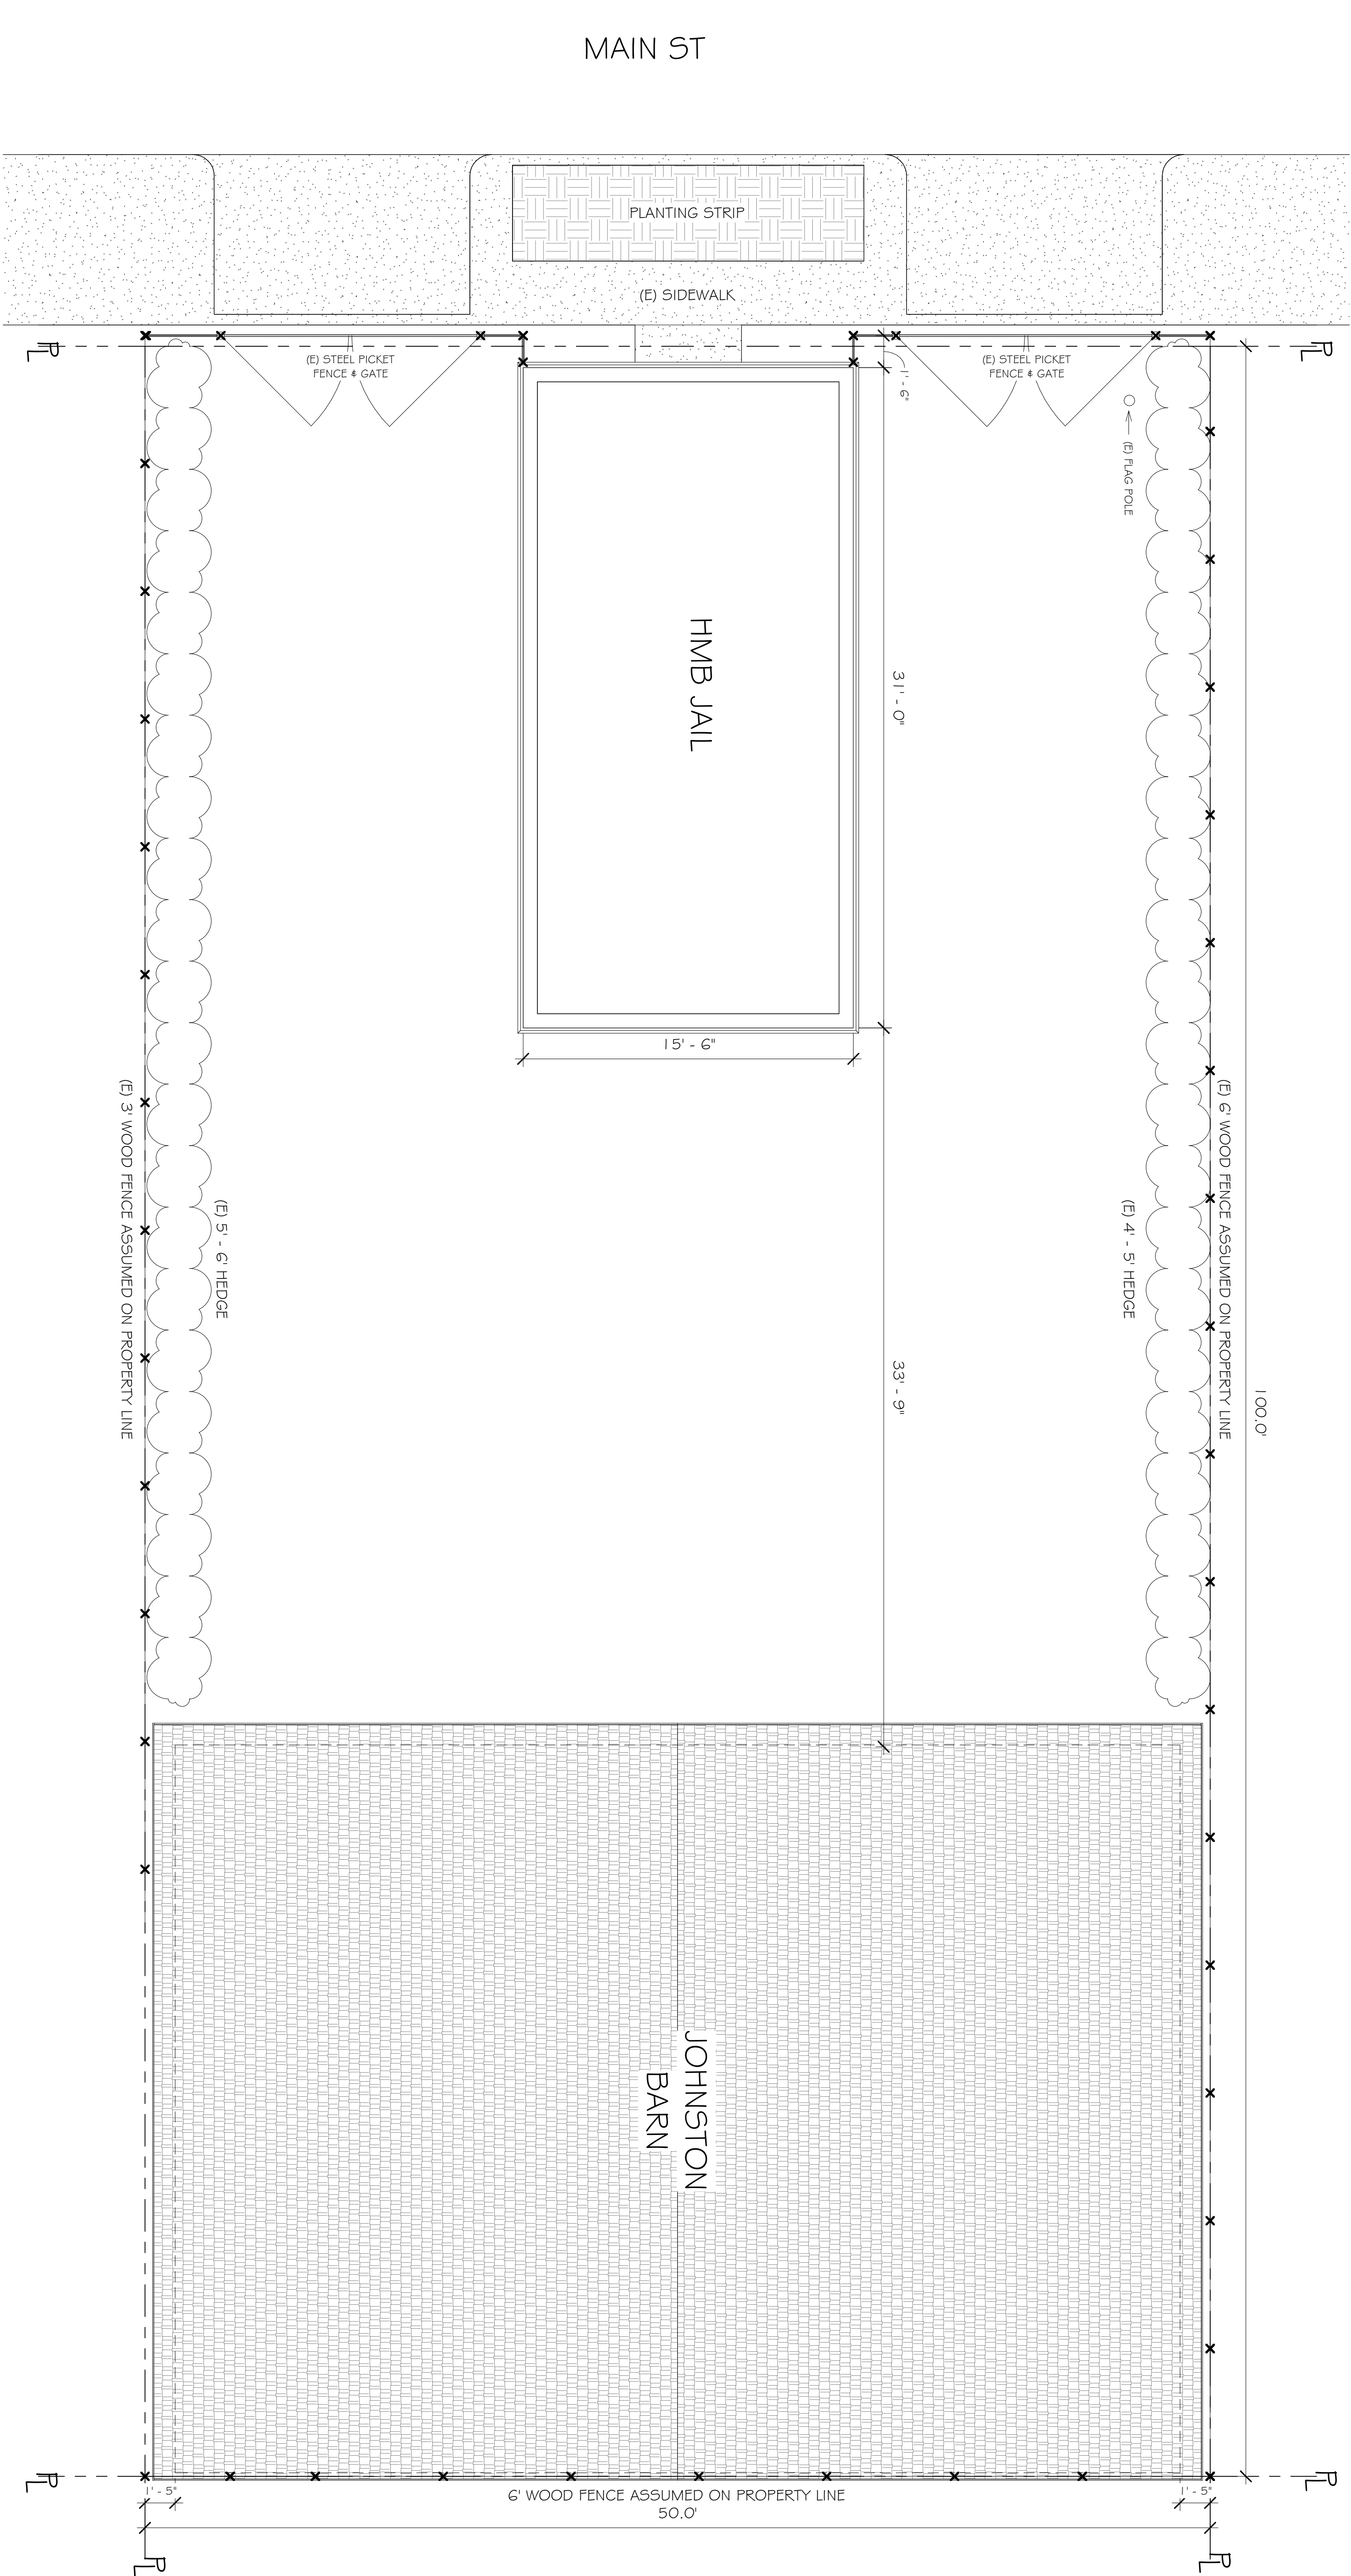 MAIN ST
PLANTING STRIP
(E) SIDEWALK
PL
PL
(E) STEEL PICKET
FENCE & GATE
(E) STEEL PICKET
FENCE & GATE
1' - 6"
(E) FLAG POLE
HMB JAIL
31' - 0"
15' - 6"
(E) 3' WOOD FENCE ASSUMED ON PROPERTY LINE
(E) 5' - 6' HEDGE
(E) 4' - 5' HEDGE
(E) 6' WOOD FENCE ASSUMED ON PROPERTY LINE
33' - 9"
100.0'
JOHNSTON
BARN
PL
PL
1' - 5"
1' - 5"
6' WOOD FENCE ASSUMED ON PROPERTY LINE
50.0'
PL
PL